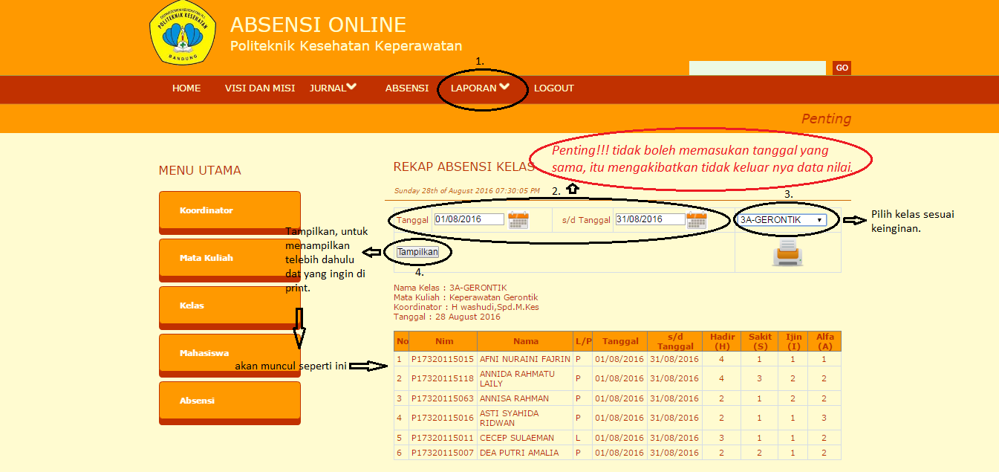 DEPARTEMEN KESEHATAN R.I.
POLITEKNIK KESEHATAN
BANDUNG
ABSENSI ONLINE
Politeknik Kesehatan Keperawatan
GO
1.
HOME VISI DAN MISI JURNAL ABSENSI LAPORAN LOGOUT
Penting
Penting!!! tidak boleh memasukan tanggal yang
sama, itu mengakibatkan tidak keluar nya data nilai.
MENU UTAMA
Koordinator
Mata Kuliah
Kelas
Mahasiswa
Absensi
Tampilkan, untuk
menampilkan
telebih dahulu
dat yang ingin di
print.
akan muncul seperti ini
REKAP ABSENSI KELAS
Sunday 28th of August 2016 07:30:05 PM
2.
3.
Tanggal 01/08/2016 s/d Tanggal 31/08/2016 3A-GERONTIK
Pilih kelas sesuai
keinginan.
Tampilkan
4.
Nama Kelas : 3A-GERONTIK
Mata Kuliah : Keperawatan Gerontik
Koordinator : H washudi,Spd.M.Kes
Tanggal : 28 August 2016
No Nim Nama L/P Tanggal s/d Tanggal Hadir (H) Sakit (S) Ijin (I) Alfa (A)
1 P17320115015 AFNI NURAINI FAJRIN P 01/08/2016 31/08/2016 4 1 1 1
2 P17320115118 ANNIDA RAHMATU LAILY P 01/08/2016 31/08/2016 4 3 2 2
3 P17320115063 ANNISA RAHMAN P 01/08/2016 31/08/2016 2 1 2 2
4 P17320115016 ASTI SYAHIDA RIDWAN P 01/08/2016 31/08/2016 2 1 1 3
5 P17320115011 CECEP SULAEMAN L 01/08/2016 31/08/2016 3 1 1 2
6 P17320115007 DEA PUTRI AMALIA P 01/08/2016 31/08/2016 2 2 1 2